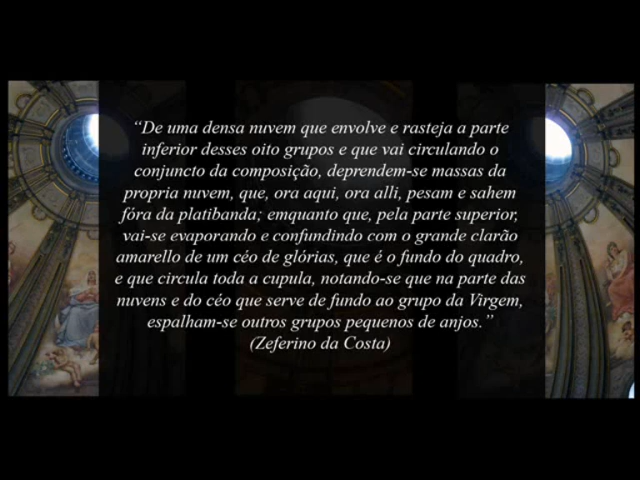 “De uma densa nuvem que envolve e rasteja a parte
inferior desses oito grupos e que vai circulando o
conjuncto da composição, deprendem-se massas da
propria nuvem, que, ora aqui, ora alli, pesam e sahem
fóra da platibanda; emquanto que, pela parte superior,
vai-se evaporando e confundindo com o grande clarão
amarello de um céo de glórias, que é o fundo do quadro,
e que circula toda a cupula, notando-se que na parte das
nuvens e do céo que serve de fundo ao grupo da Virgem,
espalham-se outros grupos pequenos de anjos.”
(Zeferino da Costa)